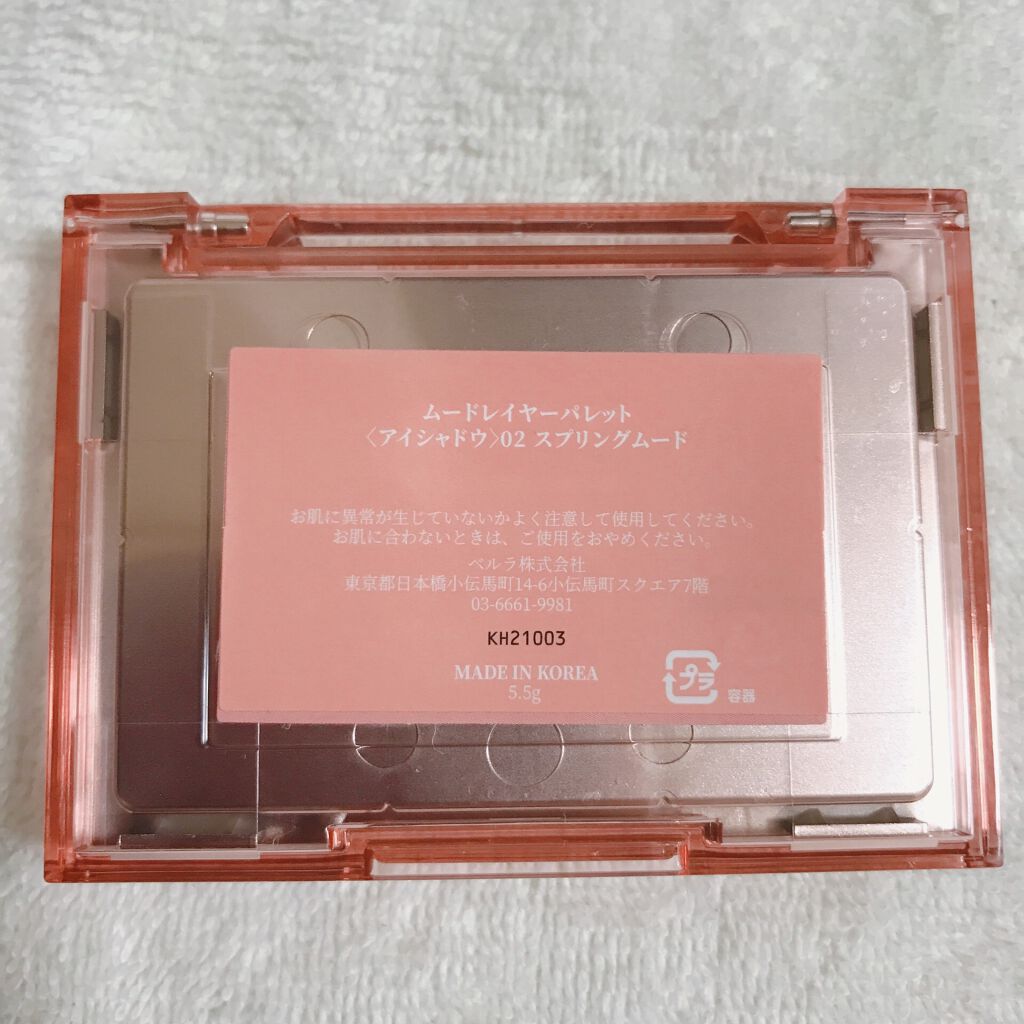 ムードレイヤーパレット
〈アイシャドウ〉02 スプリングムード
お肌に異常が生じていないかよく注意して使用してください。
お肌に合わないときは、ご使用をおやめください。
ベルラ株式会社
東京都日本橋小伝馬町14-6小伝馬町スクエア7階
03-6661-9981
KH21003
MADE IN KOREA
5.5g
プラ
容器